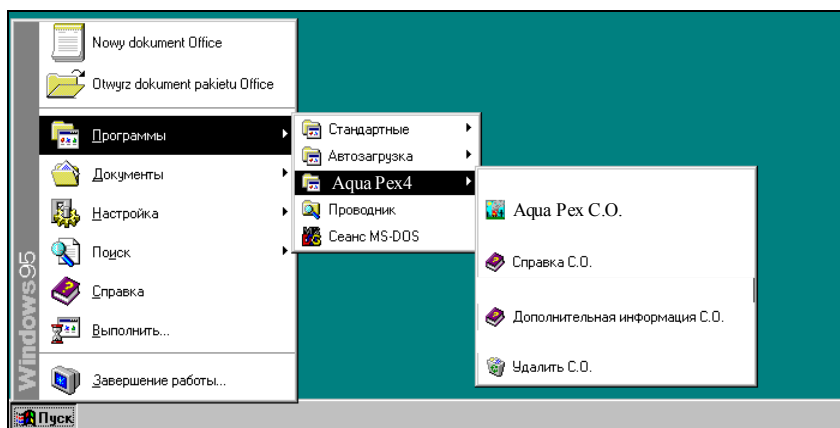 Nowy dokument Office
Otwyrz dokument pakietu Office
Программы
Документы
Настройка
Поиск
Справка
Выполнить...
Завершение работы...
Windows95
Стандартные
Автозагрузка
Aqua Pex4
Проводник
Сеанс MS-DOS
Aqua Pex C.O.
Справка С.О.
Дополнительная информация С.О.
Удалить С.О.
Пуск